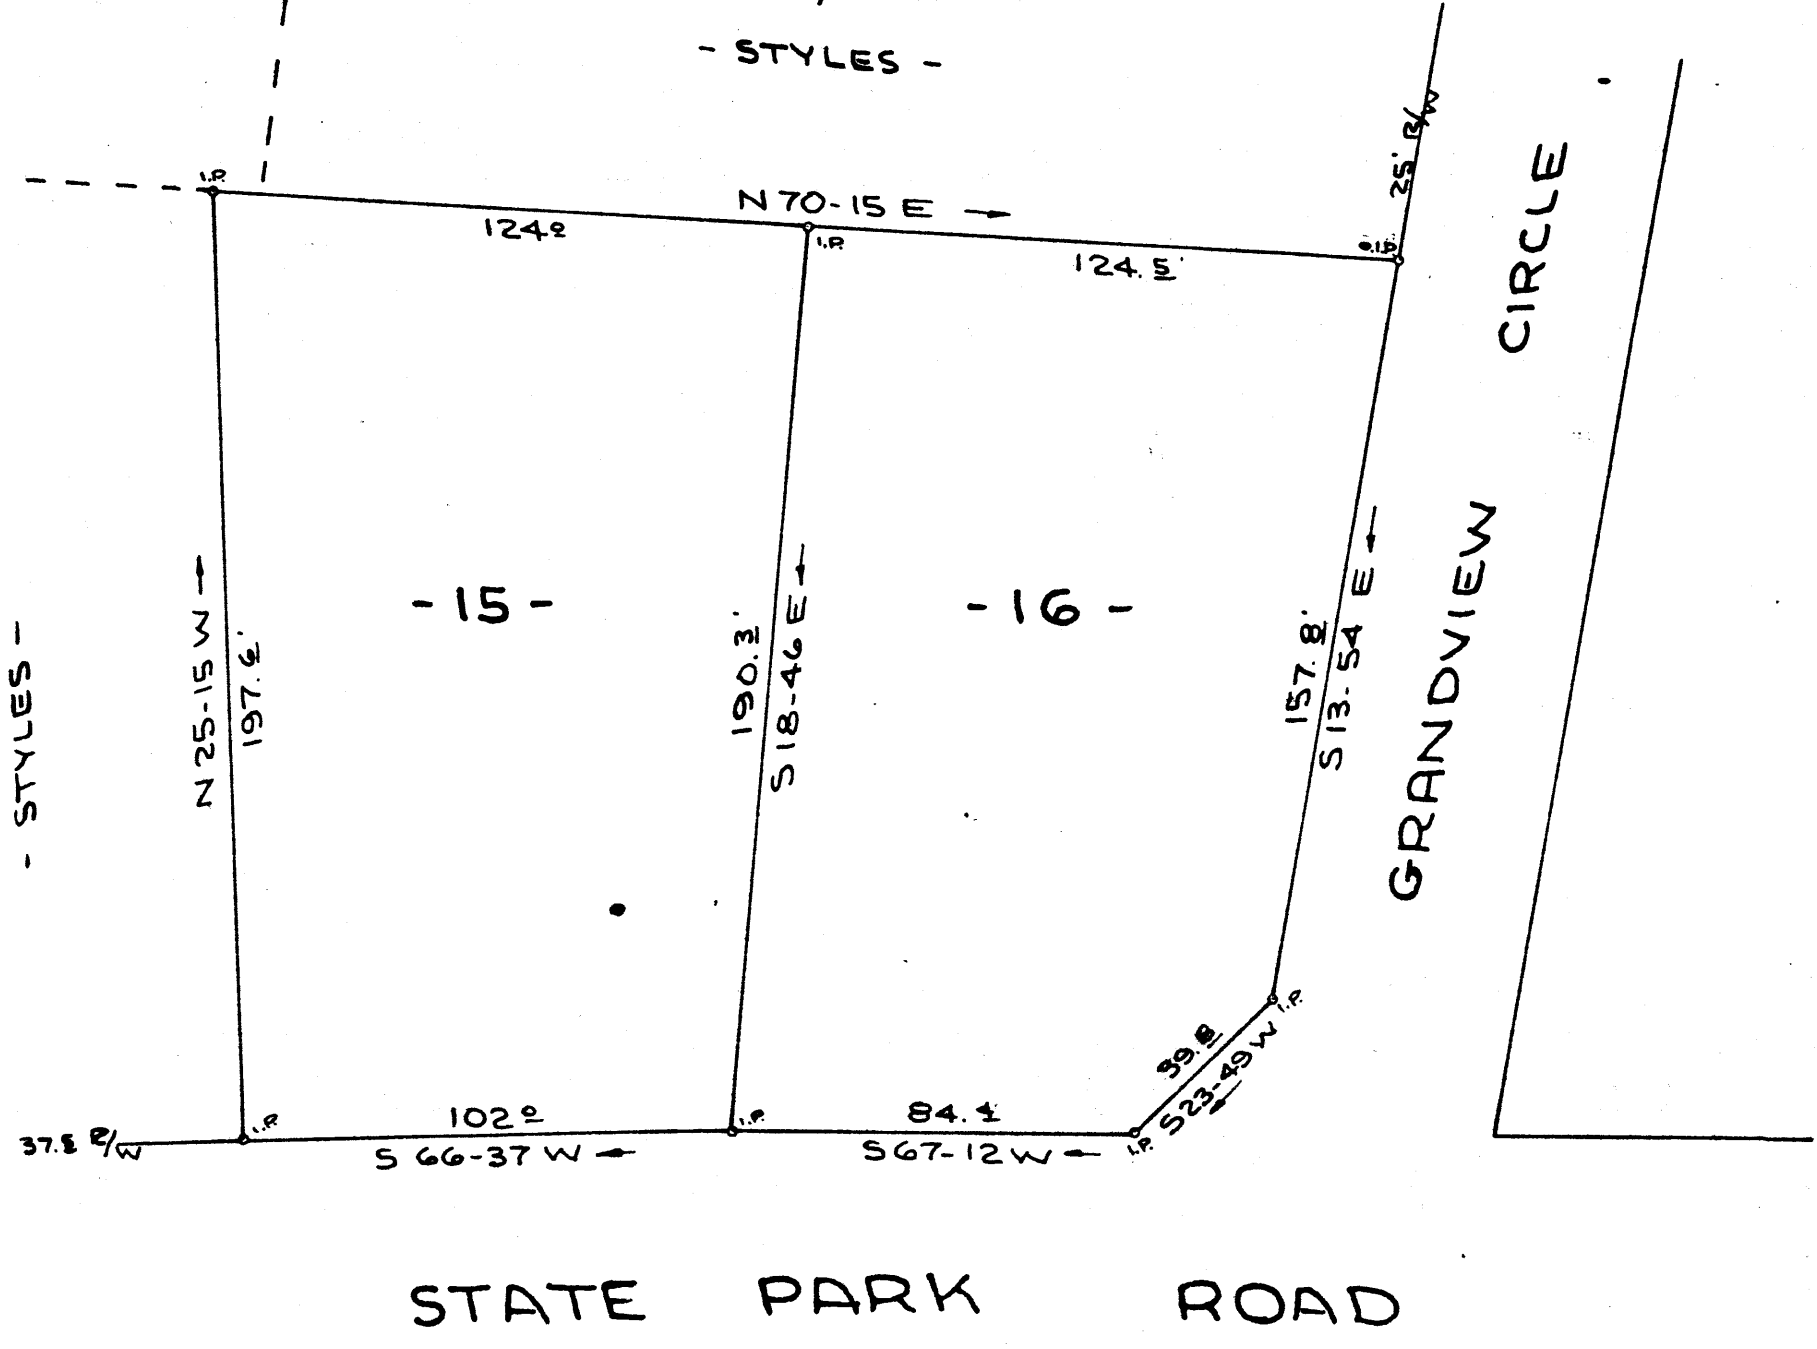 - STYLES -
25' R/W
I.P.
N 70-15 E
124.0
I.P.
124.5'
O.I.P.
CIRCLE
GRANDVIEW
- 15 -
- 16 -
N 25-15 W
197.6'
190.3'
S 18-46 E
157.8'
S 13-54 E
- STYLES -
I.P.
39.8
S 23-49 W
I.P.
102.0
I.P.
84.4
I.P.
37.5 R/W
S 66-37 W
S 67-12 W
STATE PARK ROAD